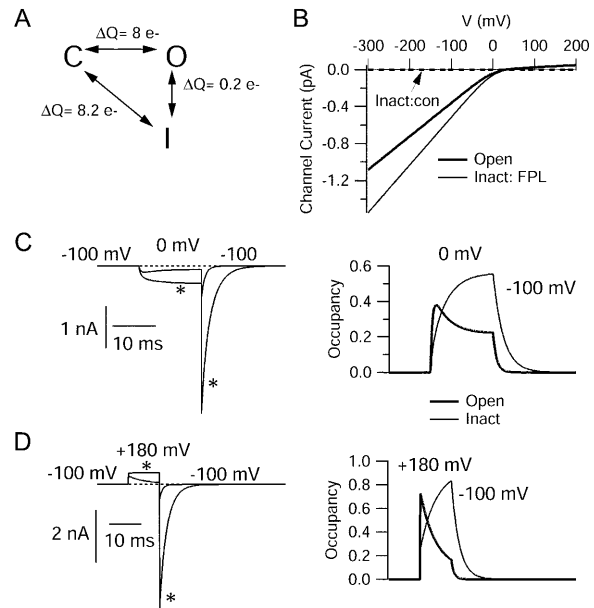 A
C
ΔQ= 8 e-
O
ΔQ= 8.2 e-
ΔQ= 0.2 e-
I
B
V (mV)
-300 -200 -100 0 100 200
0.0
-0.4
-0.8
-1.2
Channel Current (pA)
Inact:con
Open
Inact: FPL
C
-100 mV
0 mV
-100
*
*
1 nA
10 ms
0 mV
-100 mV
0.6
0.4
0.2
0.0
Occupancy
Open
Inact
D
-100 mV
+180 mV
-100 mV
*
*
2 nA
10 ms
+180 mV
-100 mV
1.0
0.8
0.6
0.4
0.2
0.0
Occupancy